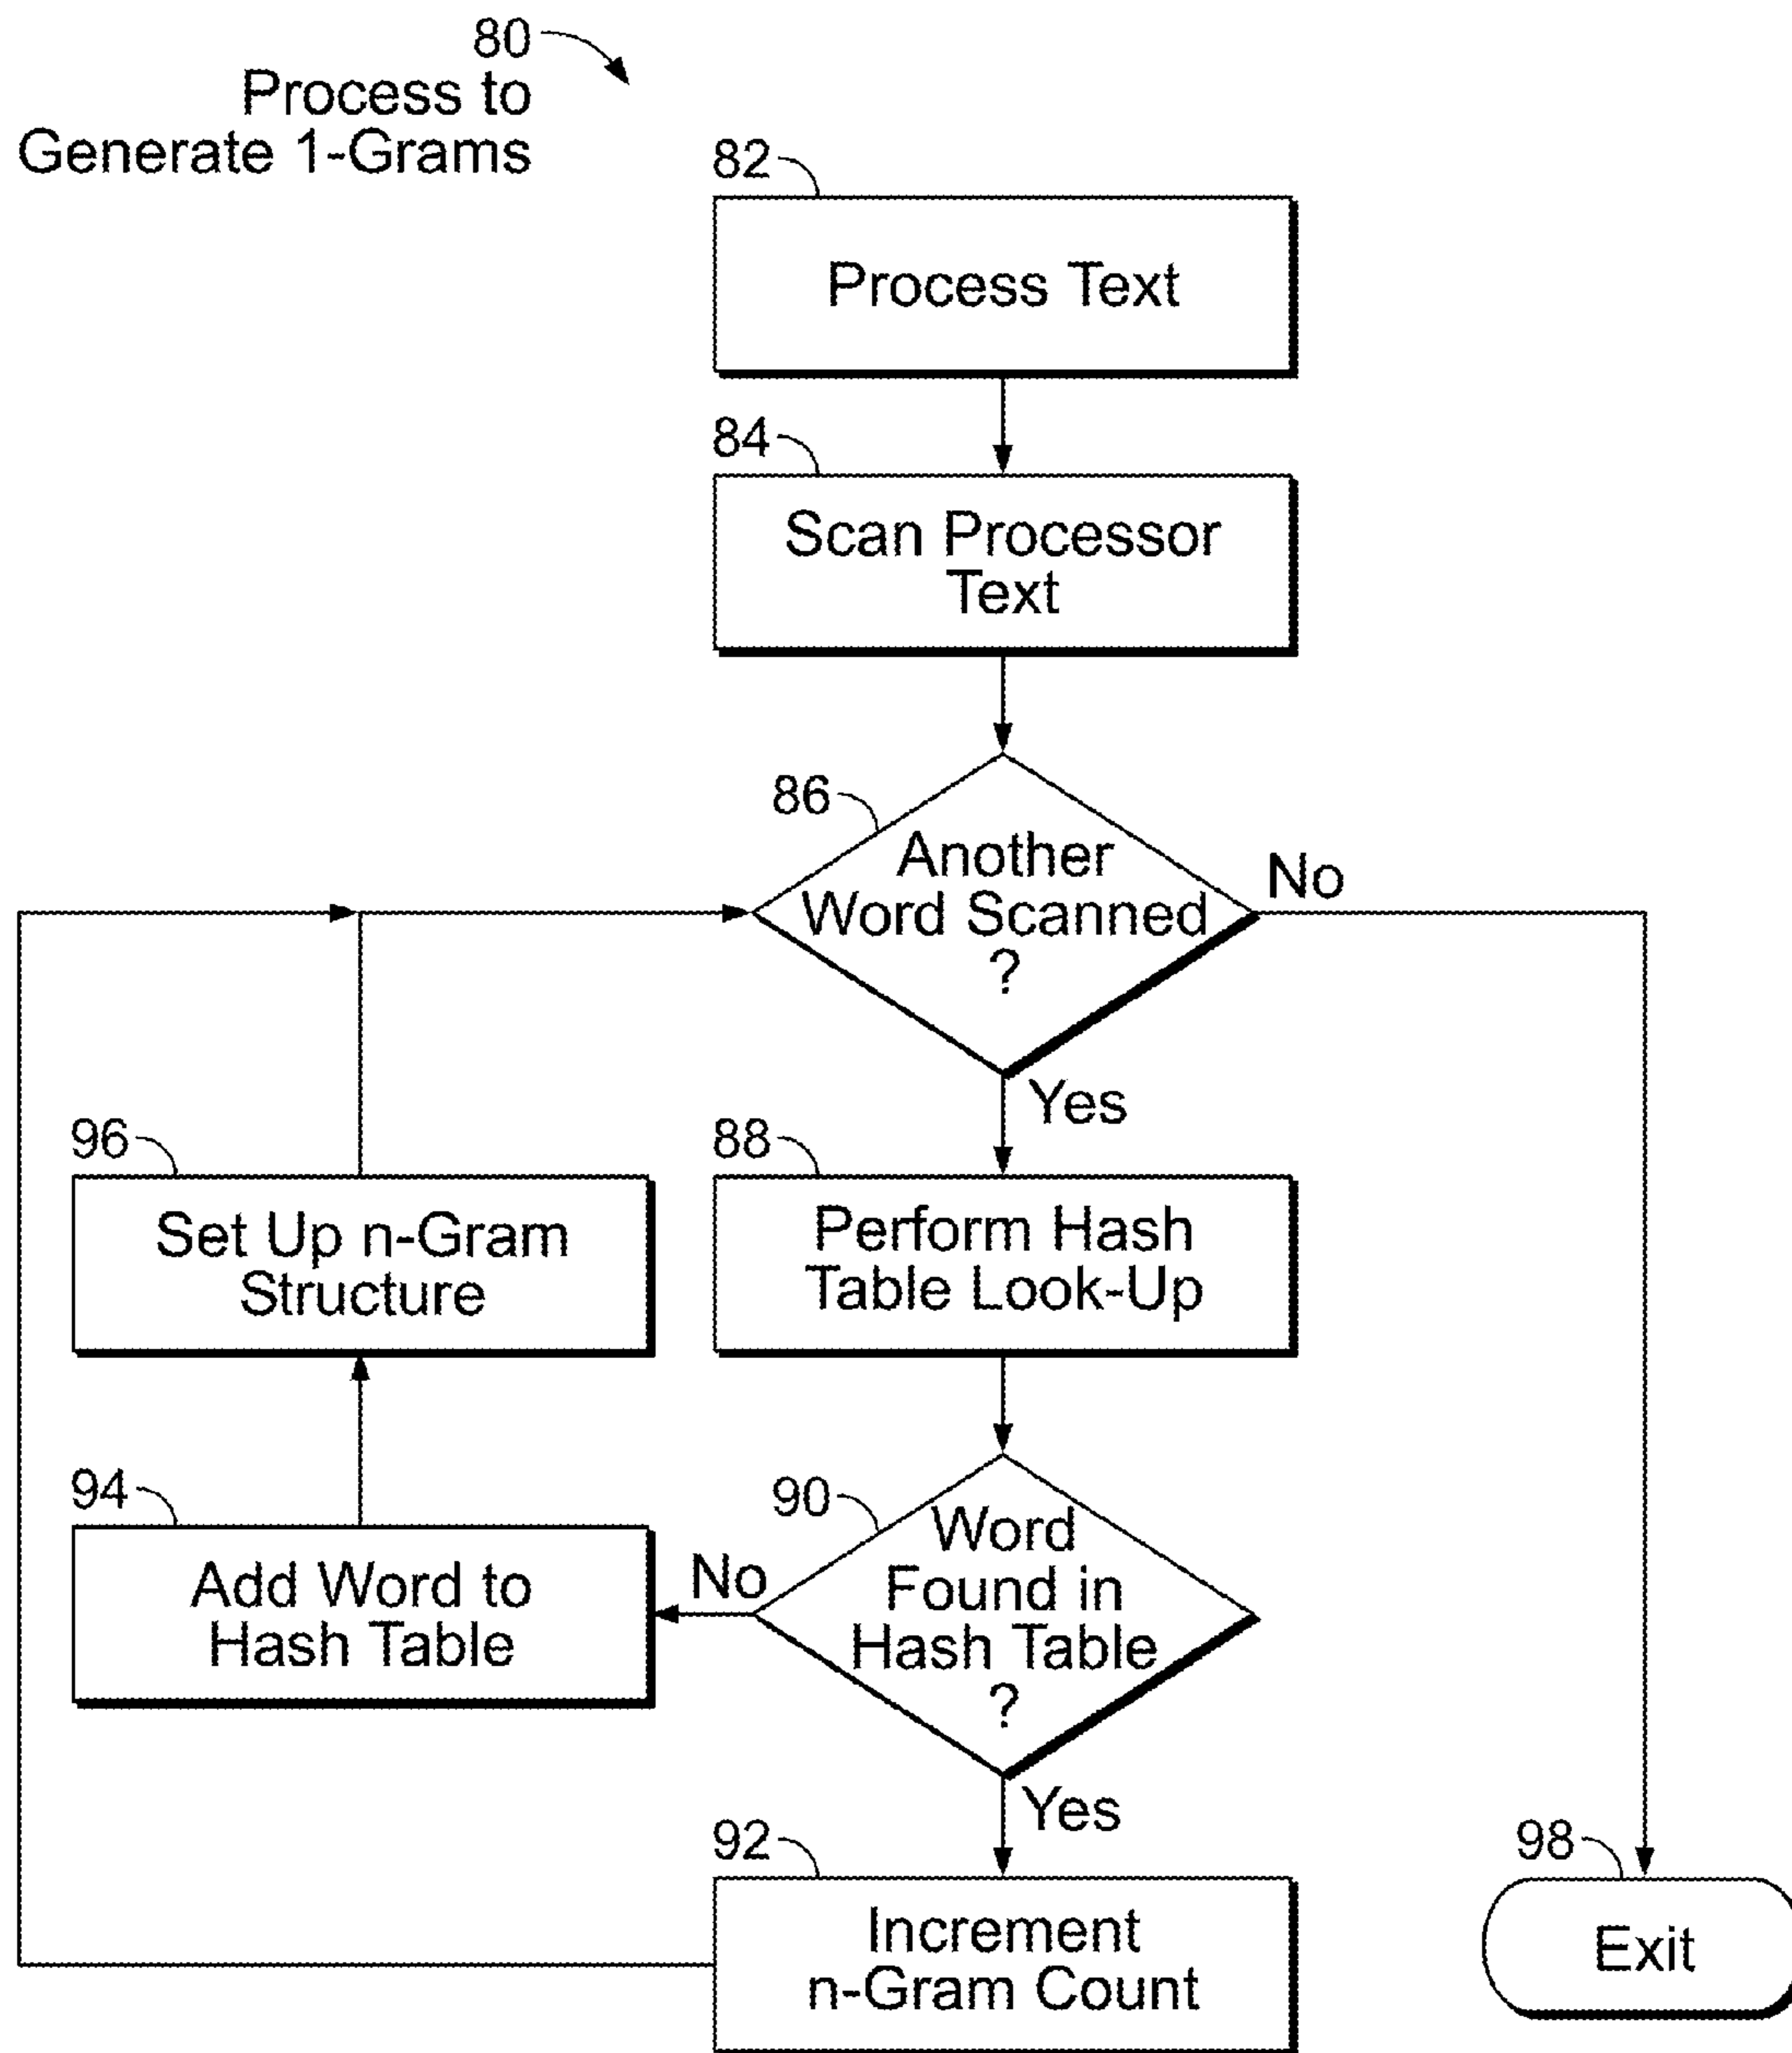 80
Process to
Generate 1-Grams
82
Process Text
84
Scan Processor
Text
86
Another
Word Scanned
?
No
Yes
96
Set Up n-Gram
Structure
88
Perform Hash
Table Look-Up
94
Add Word to
Hash Table
No
90
Word
Found in
Hash Table
?
Yes
92
Increment
n-Gram Count
98
Exit